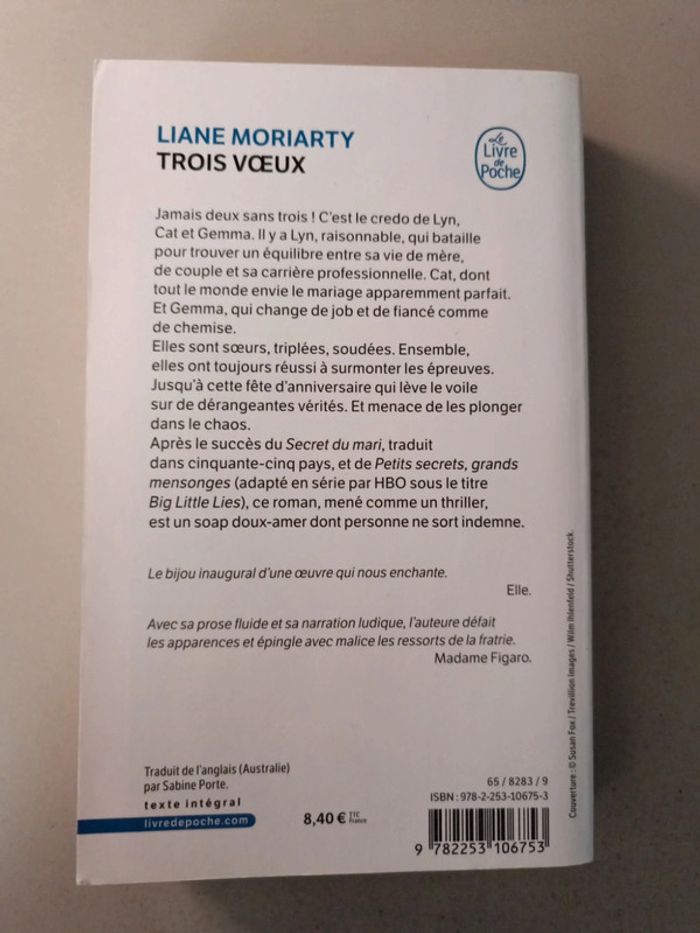 LIANE MORIARTY
TROIS VŒUX
Le
Livre
de
Poche
Jamais deux sans trois ! C'est le credo de Lyn,
Cat et Gemma. Il y a Lyn, raisonnable, qui bataille
pour trouver un équilibre entre sa vie de mère,
de couple et sa carrière professionnelle. Cat, dont
tout le monde envie le mariage apparemment parfait.
Et Gemma, qui change de job et de fiancé comme
de chemise.
Elles sont sœurs, triplées, soudées. Ensemble,
elles ont toujours réussi à surmonter les épreuves.
Jusqu'à cette fête d'anniversaire qui lève le voile
sur de dérangeantes vérités. Et menace de les plonger
dans le chaos.
Après le succès du Secret du mari, traduit
dans cinquante-cinq pays, et de Petits secrets, grands
mensonges (adapté en série par HBO sous le titre
Big Little Lies), ce roman, mené comme un thriller,
est un soap doux-amer dont personne ne sort indemne.
Le bijou inaugural d'une œuvre qui nous enchante.
Elle.
Avec sa prose fluide et sa narration ludique, l'auteure défait
les apparences et épingle avec malice les ressorts de la fratrie.
Madame Figaro.
Couverture : © Susan Fox / Trevillion Images / Wilm Ihlenfeld / Shutterstock.
Traduit de l'anglais (Australie)
par Sabine Porte.
texte intégral
livredepoche.com
8,40 € TTC
France
65 / 8283 / 9
ISBN : 978-2-253-10675-3
9 782253 106753